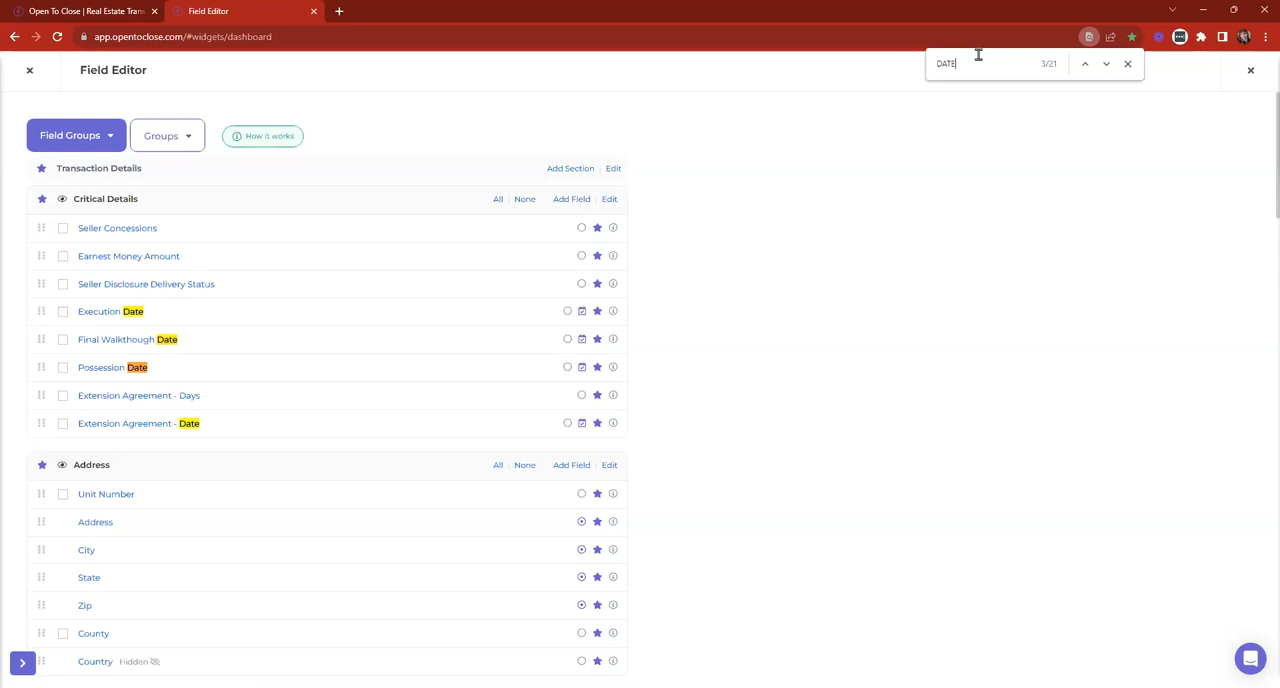 Open To Close | Real Estate Trans
Field Editor
app.opentoclose.com/#widgets/dashboard
DATE
3/21
Field Editor
Field Groups
Groups
How it works
Transaction Details
Add Section | Edit
Critical Details
All | None
Add Field | Edit
Seller Concessions
Earnest Money Amount
Seller Disclosure Delivery Status
Execution Date
Final Walkthough Date
Possession Date
Extension Agreement - Days
Extension Agreement - Date
Address
All | None
Add Field | Edit
Unit Number
Address
City
State
Zip
County
Country Hidden